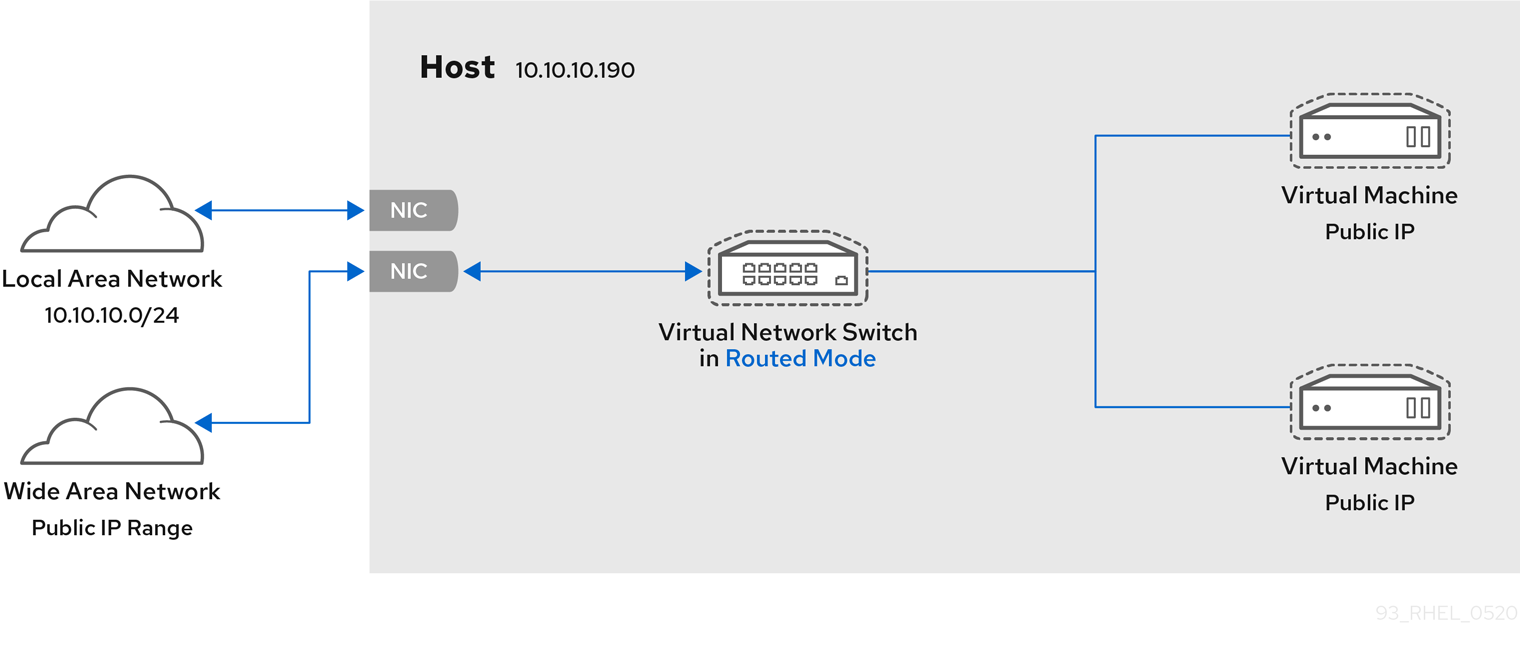 Host 10.10.10.190
NIC
NIC
Local Area Network
10.10.10.0/24
Wide Area Network
Public IP Range
Virtual Network Switch
in Routed Mode
Virtual Machine
Public IP
Virtual Machine
Public IP
93_RHEL_0520